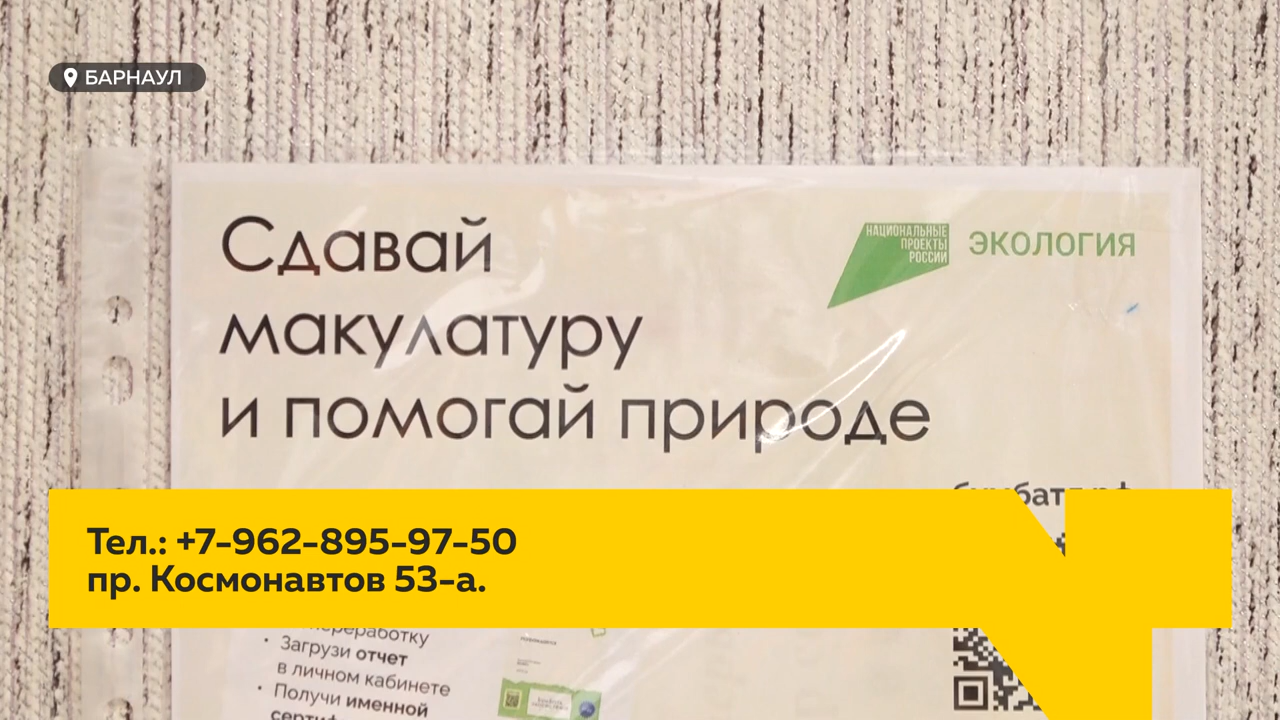 БАРНАУЛ
Сдавай
макулатуру
и помогай природе
НАЦИОНАЛЬНЫЕ
ПРОЕКТЫ
РОССИИ
ЭКОЛОГИЯ
Тел.: +7-962-895-97-50
пр. Космонавтов 53-а.
• Загрузи отчет
в личном кабинете
• Получи именной